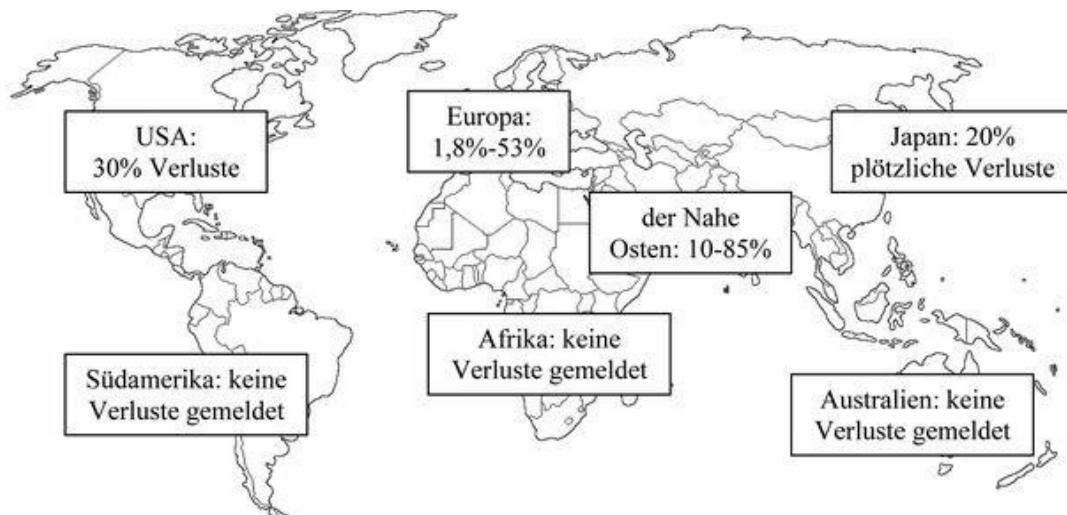 USA:
30% Verluste
Europa:
1,8%-53%
Japan: 20%
plötzliche Verluste
der Nahe
Osten: 10-85%
Südamerika: keine
Verluste gemeldet
Afrika: keine
Verluste gemeldet
Australien: keine
Verluste gemeldet